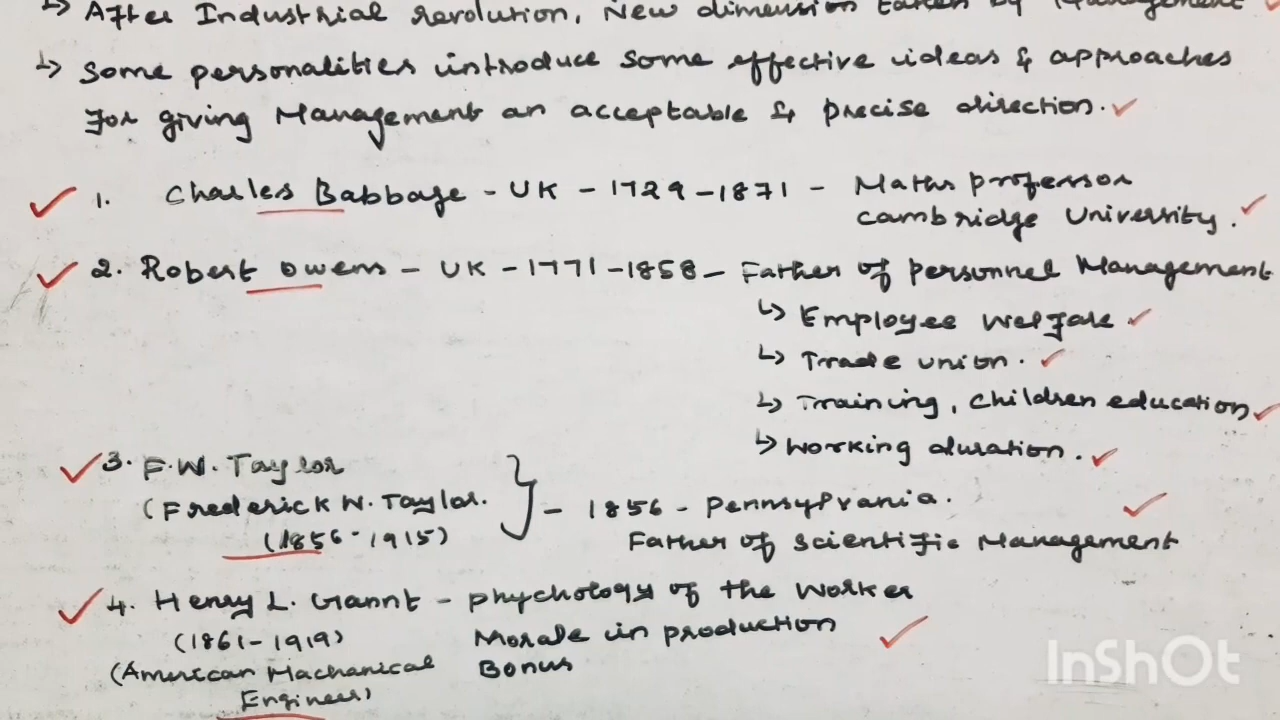 ↳ After Industrial revolution, New dimension taken by Management
↳ Some personalities introduce some effective ideas & approaches
for giving Management an acceptable & precise direction.
1. Charles Babbage - UK - 1729-1871 - Maths professor
Cambridge University.
2. Robert Owens - UK - 1771-1858 - Father of personnel Management
↳ Employee Welfare
↳ Trade union.
↳ Training, Children education
↳ Working duration.
3. F.W. Taylor
(Frederick W. Taylor.
(1856-1915)
} - 1856 - Pennsylvania.
Father of Scientific Management
4. Henry L. Gannt - Phychology of the Worker
(1861-1919) Morale in production
(American Machanical Bonus
Engineer)
InShOt